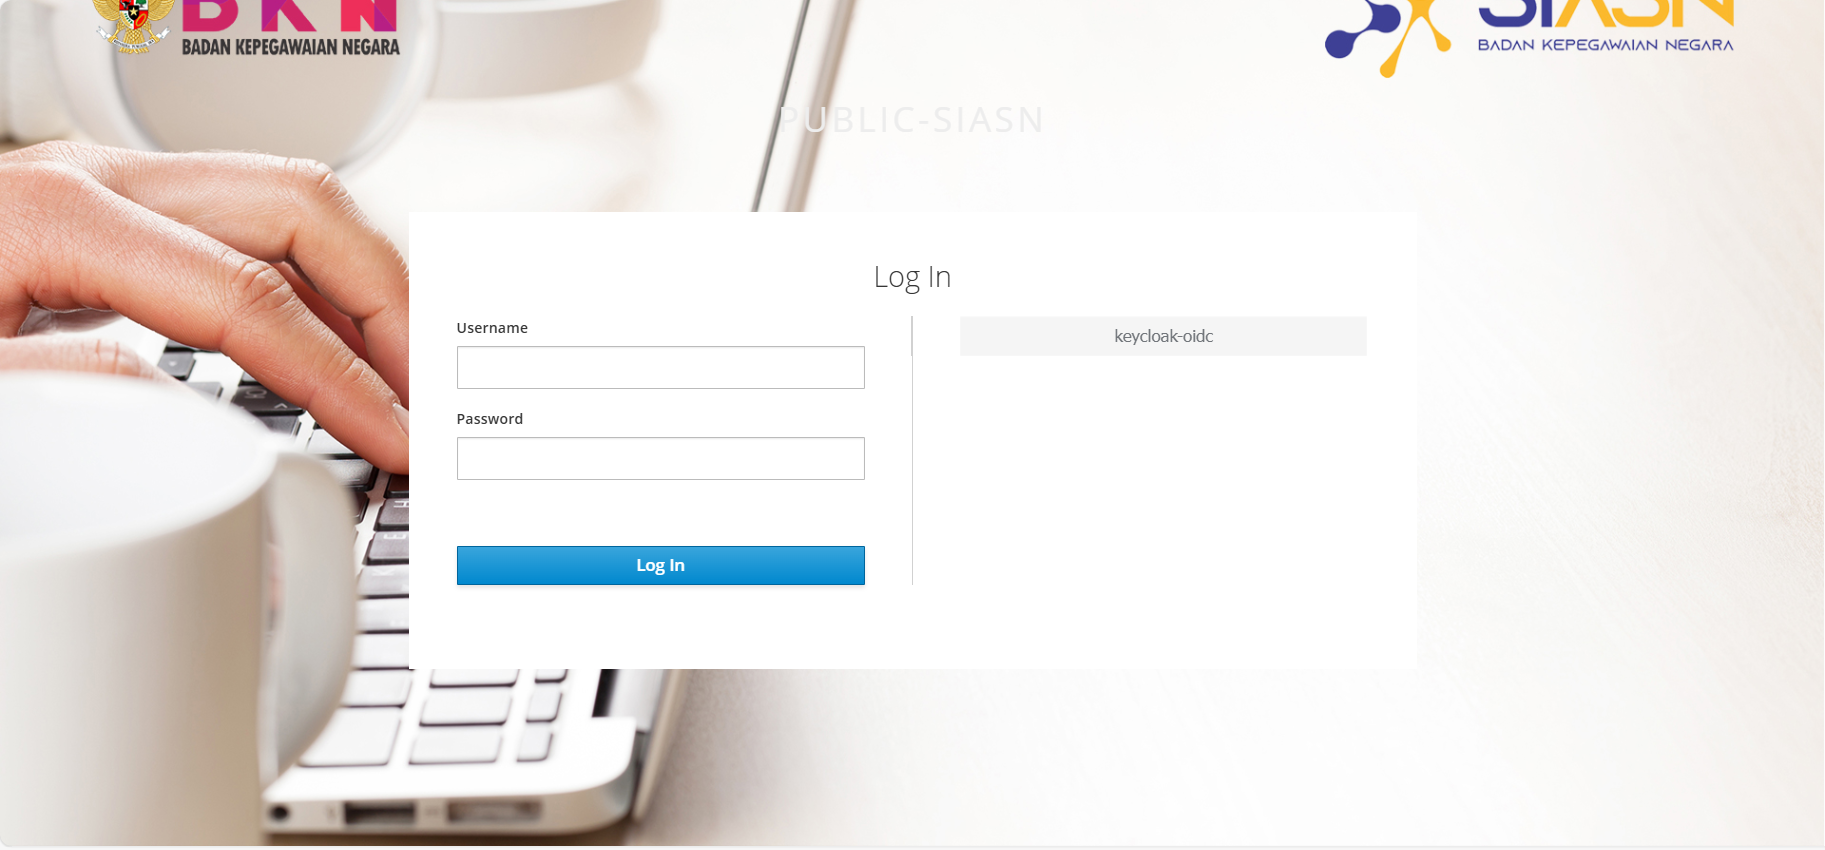 BKN
BADAN KEPEGAWAIAN NEGARA
SIASN
BADAN KEPEGAWAIAN NEGARA
PUBLIC-SIASN
Log In
Username
Password
Log In
keycloak-oidc